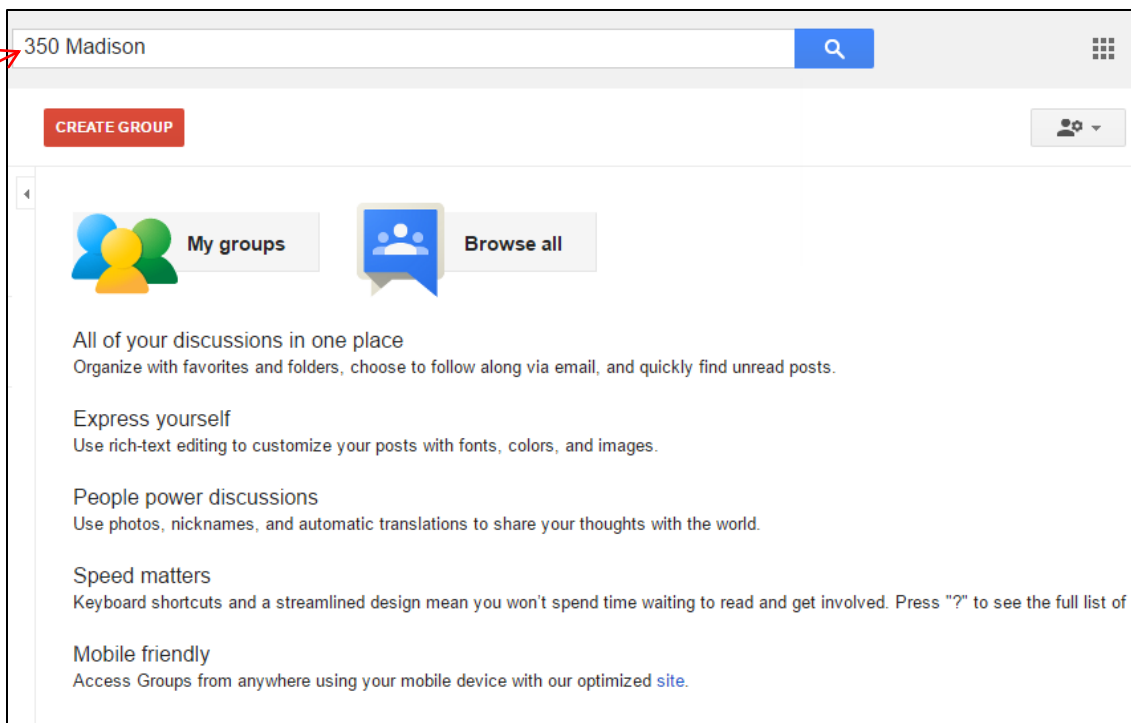 350 Madison
CREATE GROUP
My groups
Browse all
All of your discussions in one place
Organize with favorites and folders, choose to follow along via email, and quickly find unread posts.
Express yourself
Use rich-text editing to customize your posts with fonts, colors, and images.
People power discussions
Use photos, nicknames, and automatic translations to share your thoughts with the world.
Speed matters
Keyboard shortcuts and a streamlined design mean you won't spend time waiting to read and get involved. Press "?" to see the full list of
Mobile friendly
Access Groups from anywhere using your mobile device with our optimized site.